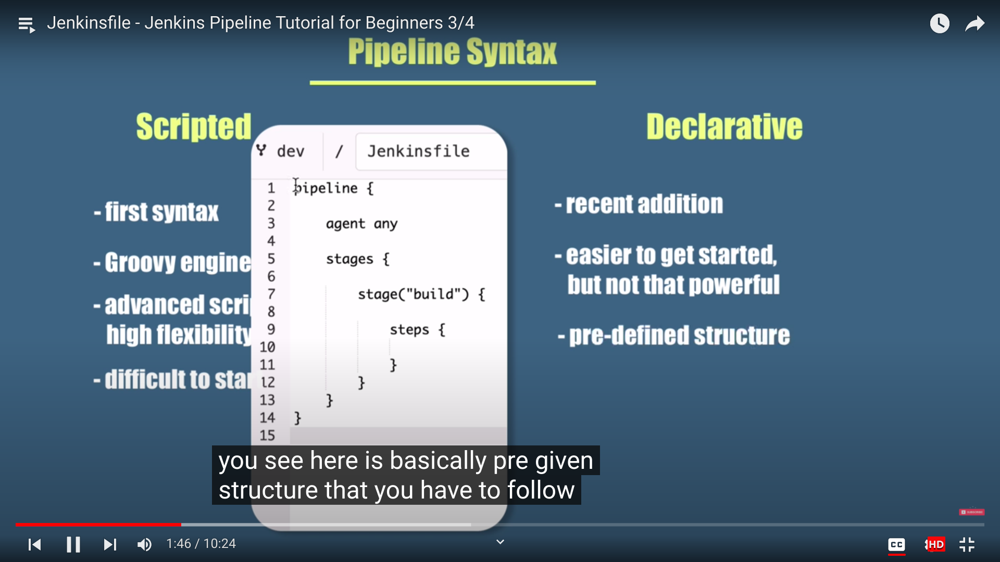 Jenkinsfile - Jenkins Pipeline Tutorial for Beginners 3/4
Pipeline Syntax
Scripted
- first syntax
- Groovy engine
- advanced
high flexibility
- difficult to
dev / Jenkinsfile
1 pipeline {
2
3 agent any
4
5 stages {
6
7 stage("build") {
8
9 steps {
10
11 }
12 }
13 }
14 }
15
Declarative
- recent addition
- easier to get started,
but not that powerful
- pre-defined structure
you see here is basically pre given
structure that you have to follow
SUBSCRIBE
1:46 / 10:24
CC
HD